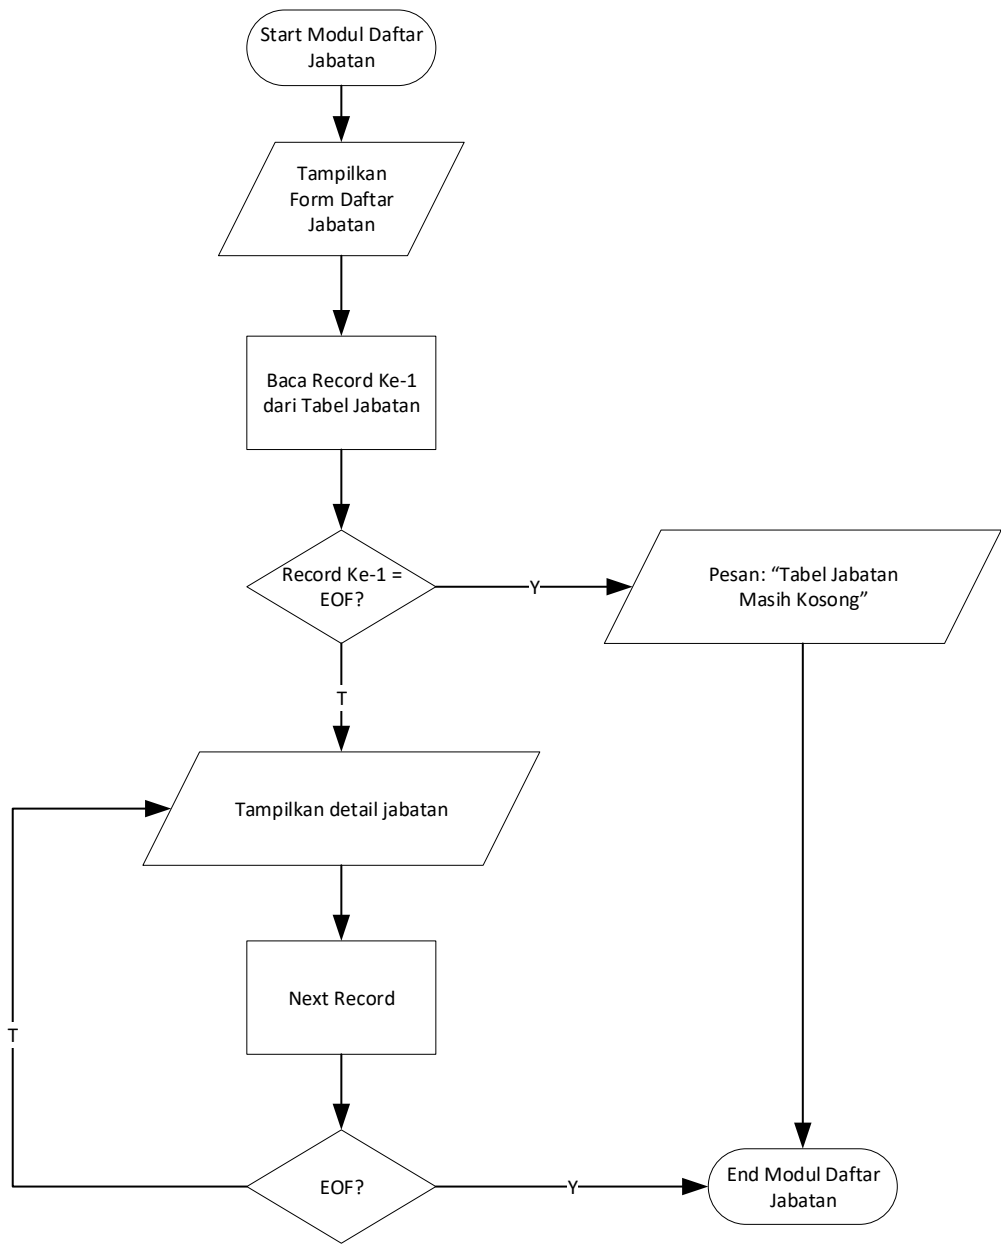 Start Modul Daftar
Jabatan
Tampilkan
Form Daftar
Jabatan
Baca Record Ke-1
dari Tabel Jabatan
Record Ke-1 =
EOF?
Y
Pesan: “Tabel Jabatan
Masih Kosong”
T
Tampilkan detail jabatan
Next Record
T
EOF?
Y
End Modul Daftar
Jabatan